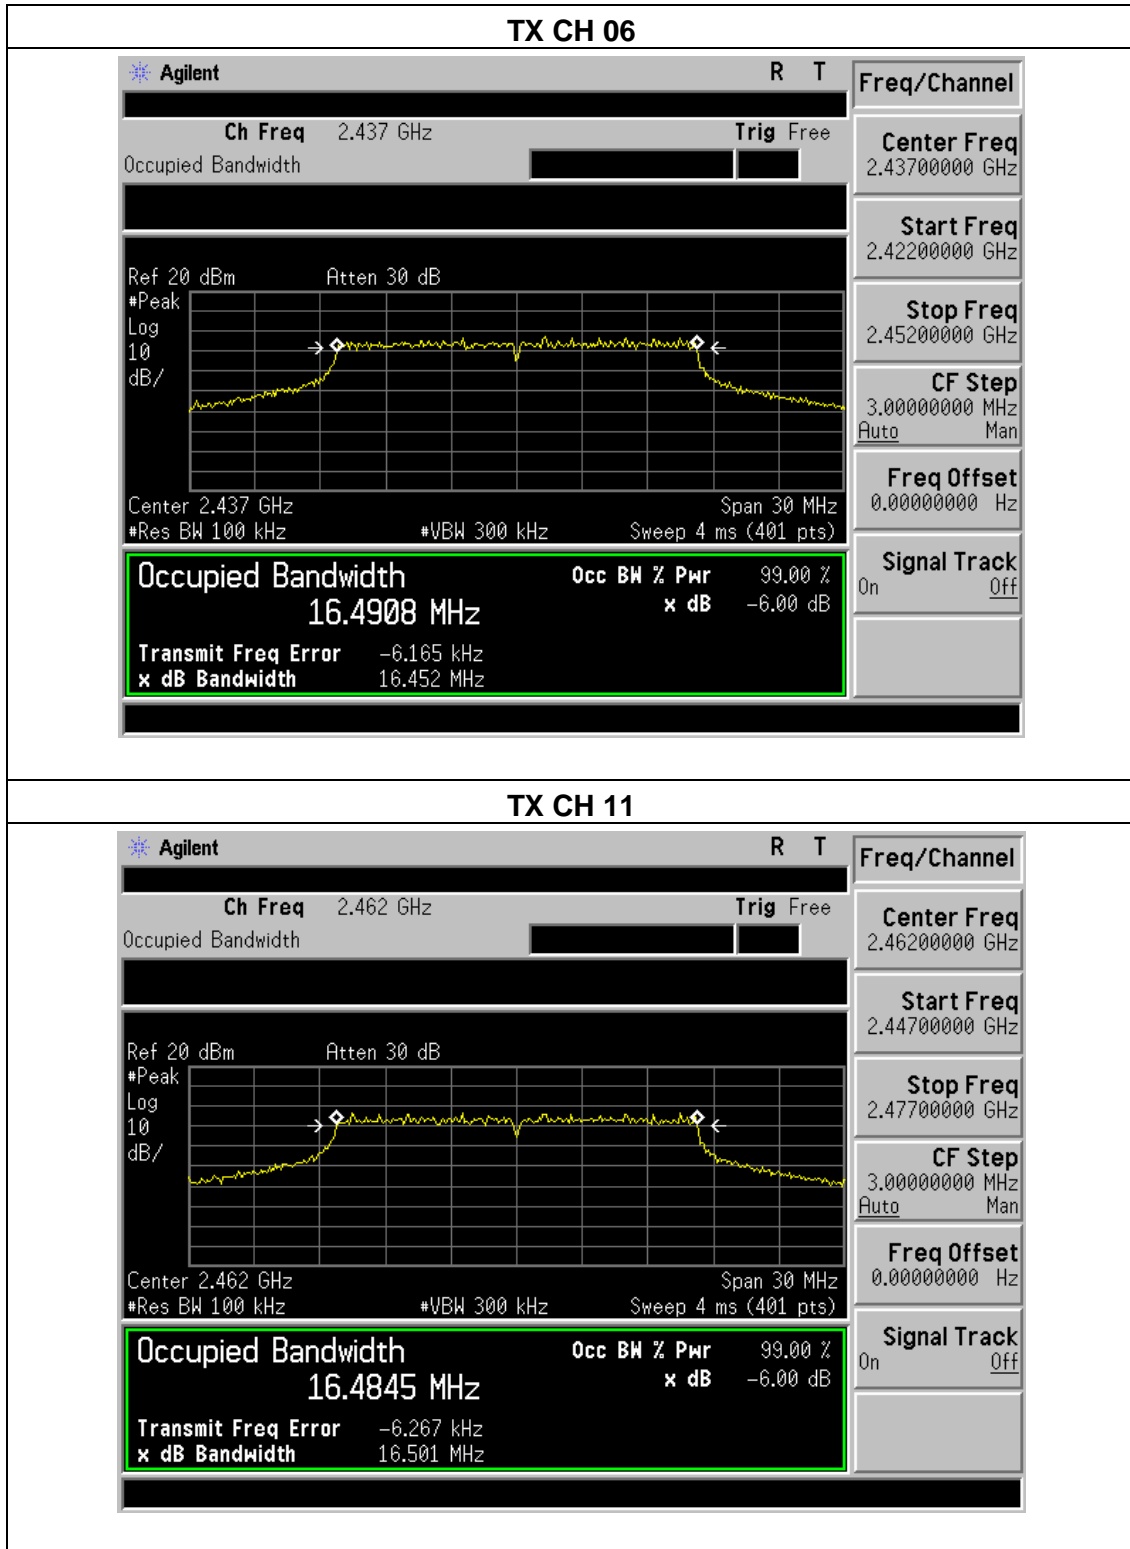 TX CH 06
Agilent R T
Freq/Channel
Ch Freq 2.437 GHz Trig Free
Occupied Bandwidth
Center Freq
2.43700000 GHz
Start Freq
2.42200000 GHz
Ref 20 dBm Atten 30 dB
#Peak
Log
10
dB/
Stop Freq
2.45200000 GHz
CF Step
3.00000000 MHz
Auto Man
Center 2.437 GHz Span 30 MHz
#Res BW 100 kHz #VBW 300 kHz Sweep 4 ms (401 pts)
Freq Offset
0.00000000 Hz
Occupied Bandwidth Occ BW % Pwr 99.00 %
16.4908 MHz x dB -6.00 dB
Transmit Freq Error -6.165 kHz
x dB Bandwidth 16.452 MHz
Signal Track
On Off
TX CH 11
Agilent R T
Freq/Channel
Ch Freq 2.462 GHz Trig Free
Occupied Bandwidth
Center Freq
2.46200000 GHz
Start Freq
2.44700000 GHz
Ref 20 dBm Atten 30 dB
#Peak
Log
10
dB/
Stop Freq
2.47700000 GHz
CF Step
3.00000000 MHz
Auto Man
Center 2.462 GHz Span 30 MHz
#Res BW 100 kHz #VBW 300 kHz Sweep 4 ms (401 pts)
Freq Offset
0.00000000 Hz
Occupied Bandwidth Occ BW % Pwr 99.00 %
16.4845 MHz x dB -6.00 dB
Transmit Freq Error -6.267 kHz
x dB Bandwidth 16.501 MHz
Signal Track
On Off